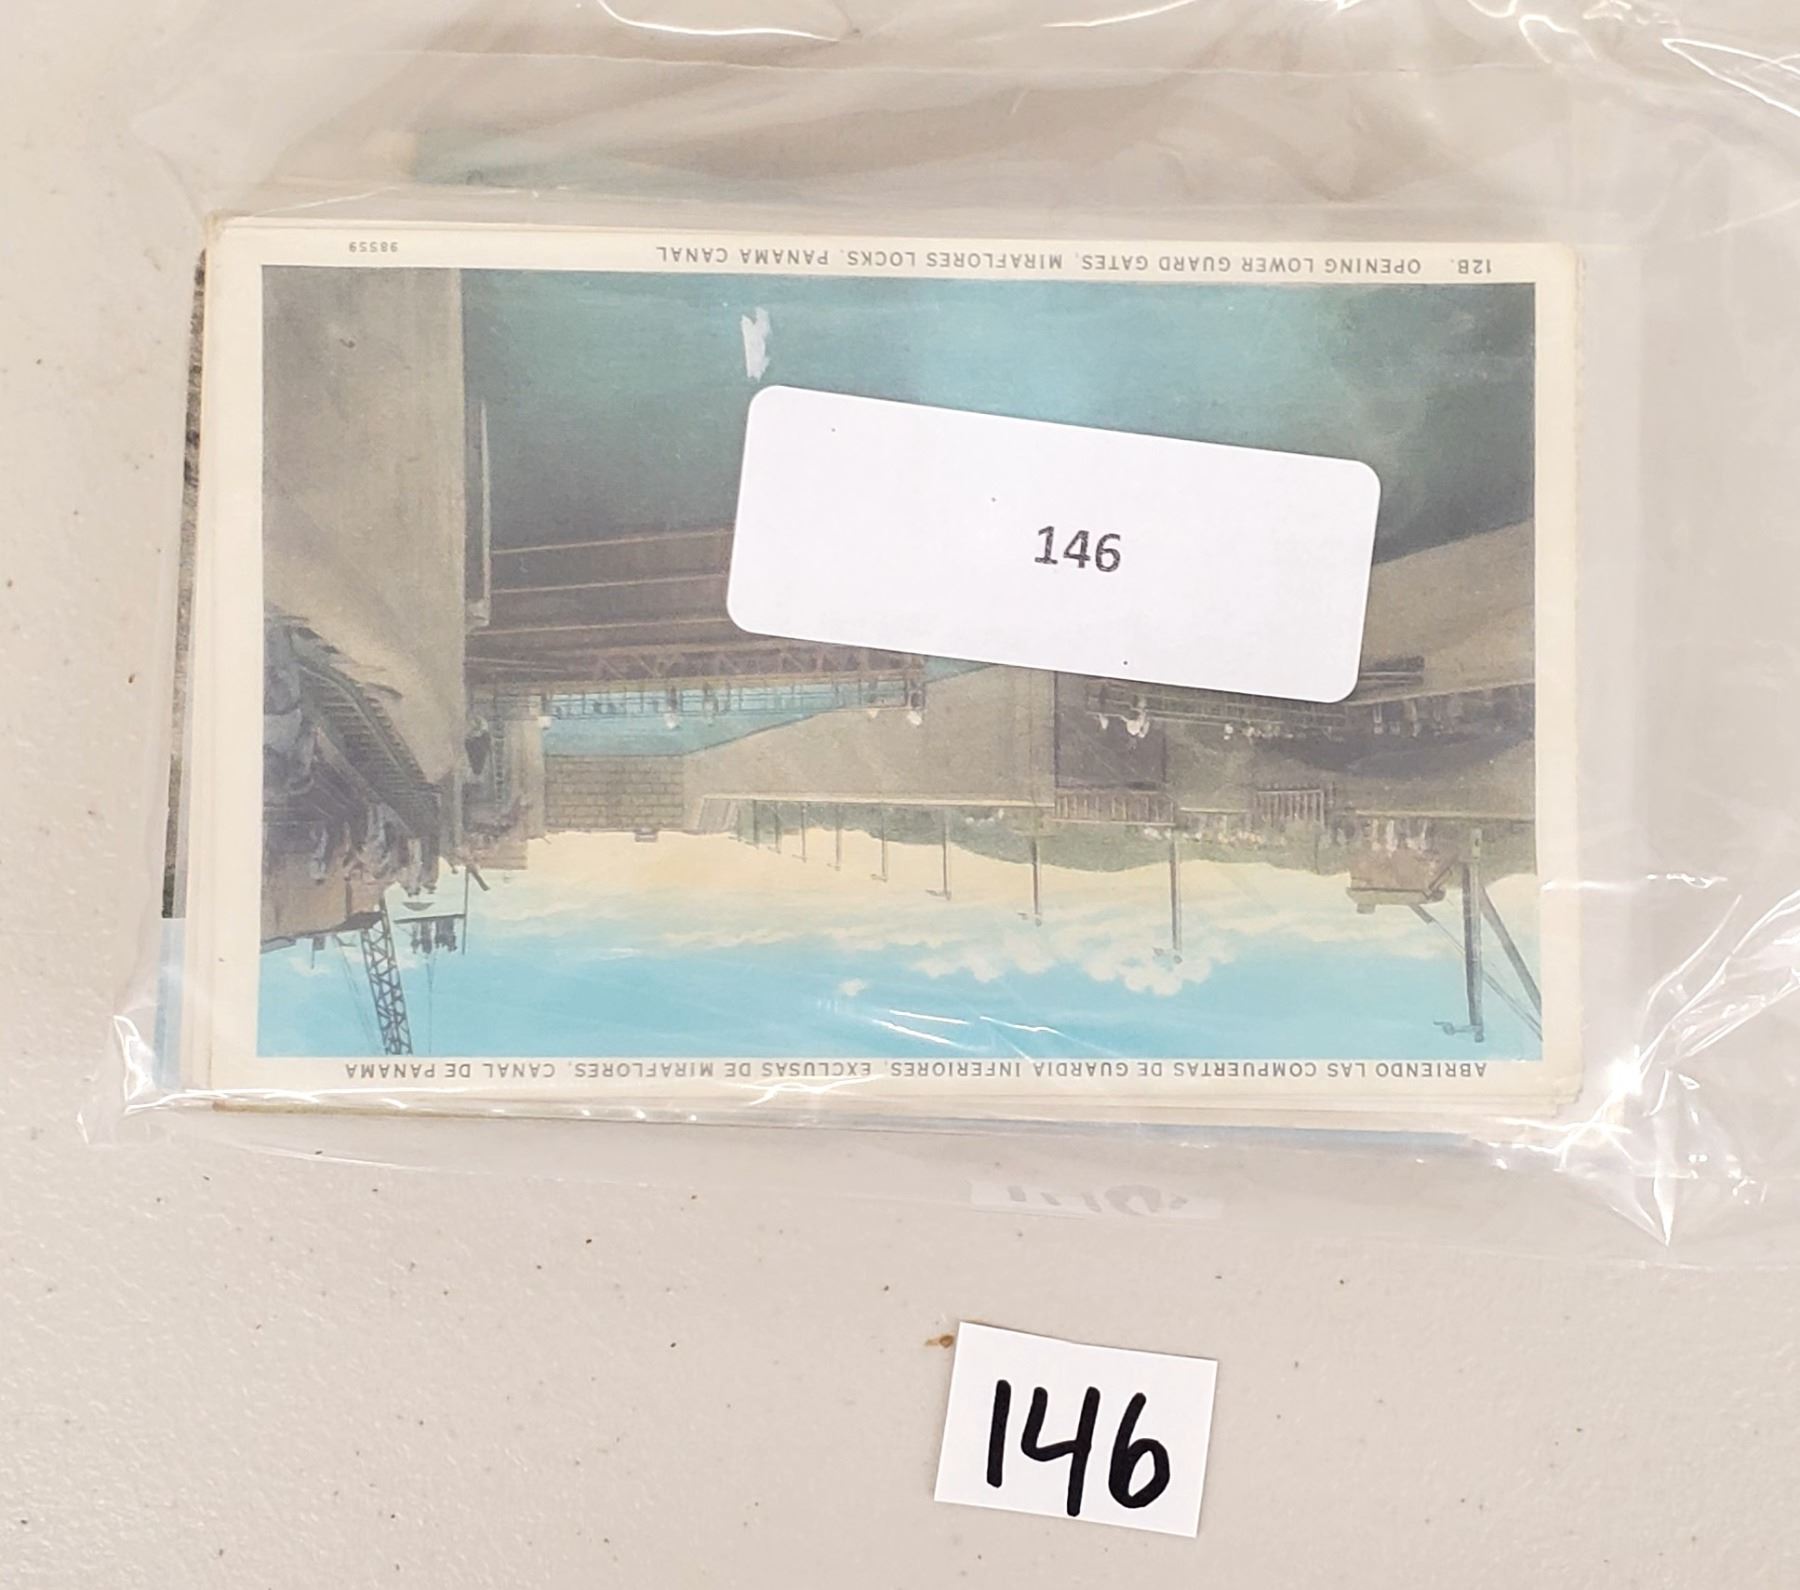 12B. OPENING LOWER GUARD GATES, MIRAFLORES LOCKS, PANAMA CANAL
98559
146
ABRIENDO LAS COMPUERTAS DE GUARDIA INFERIORES, EXCLUSAS DE MIRAFLORES, CANAL DE PANAMA
146